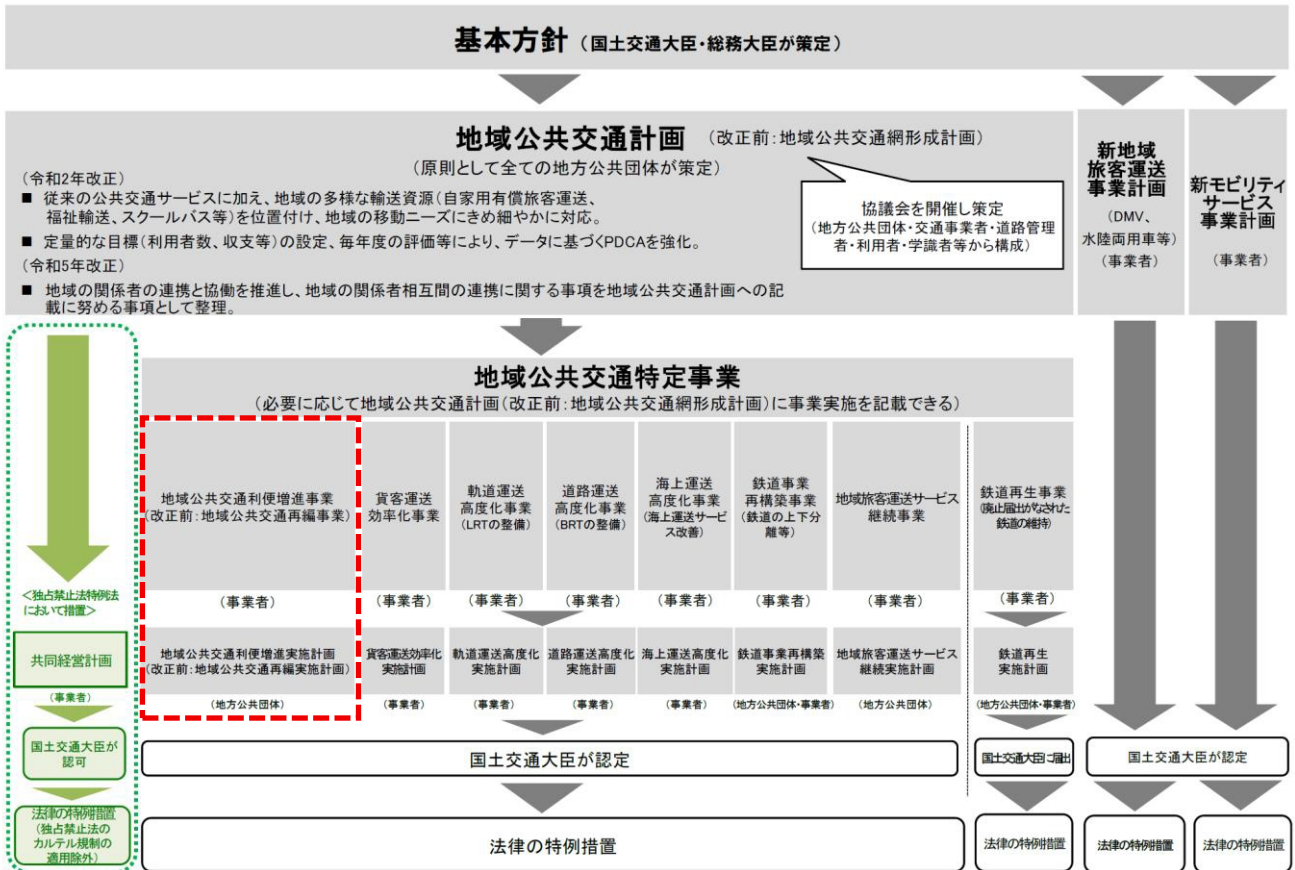 基本方針（国土交通大臣・総務大臣が策定）
地域公共交通計画 （改正前：地域公共交通網形成計画）
（原則として全ての地方公共団体が策定）
（令和2年改正）
■ 従来の公共交通サービスに加え、地域の多様な輸送資源（自家用有償旅客運送、
福祉輸送、スクールバス等）を位置付け、地域の移動ニーズにきめ細やかに対応。
■ 定量的な目標（利用者数、収支等）の設定、毎年度の評価等により、データに基づくPDCAを強化。
（令和5年改正）
■ 地域の関係者の連携と協働を推進し、地域の関係者相互間の連携に関する事項を地域公共交通計画への記
載に努める事項として整理。
協議会を開催し策定
（地方公共団体・交通事業者・道路管理
者・利用者・学識者等から構成）
新地域
旅客運送
事業計画
（DMV、
水陸両用車等）
（事業者）
新モビリティ
サービス
事業計画
（事業者）
地域公共交通特定事業
（必要に応じて地域公共交通計画（改正前：地域公共交通網形成計画）に事業実施を記載できる）
地域公共交通利便増進事業
（改正前：地域公共交通再編事業）
（事業者）
貨客運送
効率化事業
（事業者）
軌道運送
高度化事業
（LRTの整備）
（事業者）
道路運送
高度化事業
（BRTの整備）
（事業者）
海上運送
高度化事業
（海上運送サービ
ス改善）
（事業者）
鉄道事業
再構築事業
（鉄道の上下分
離等）
（事業者）
地域旅客運送サービス
継続事業
（事業者）
鉄道再生事業
（廃止届出がなされた
鉄道の維持）
（事業者）
＜独占禁止法特例法
において措置＞
共同経営計画
（事業者）
国土交通大臣が
認可
法律の特例措置
（独占禁止法の
カルテル規制の
適用除外）
地域公共交通利便増進実施計画
（改正前：地域公共交通再編実施計画）
（地方公共団体）
貨客運送効率化
実施計画
（事業者）
軌道運送高度化
実施計画
（事業者）
道路運送高度化
実施計画
（事業者）
海上運送高度化
実施計画
（事業者）
鉄道事業再構築
実施計画
（地方公共団体・事業者）
地域旅客運送サービス
継続実施計画
（地方公共団体）
鉄道再生
実施計画
（地方公共団体・事業者）
国土交通大臣が認定
国土交通大臣に届出
国土交通大臣が認定
法律の特例措置
法律の特例措置
法律の特例措置
法律の特例措置